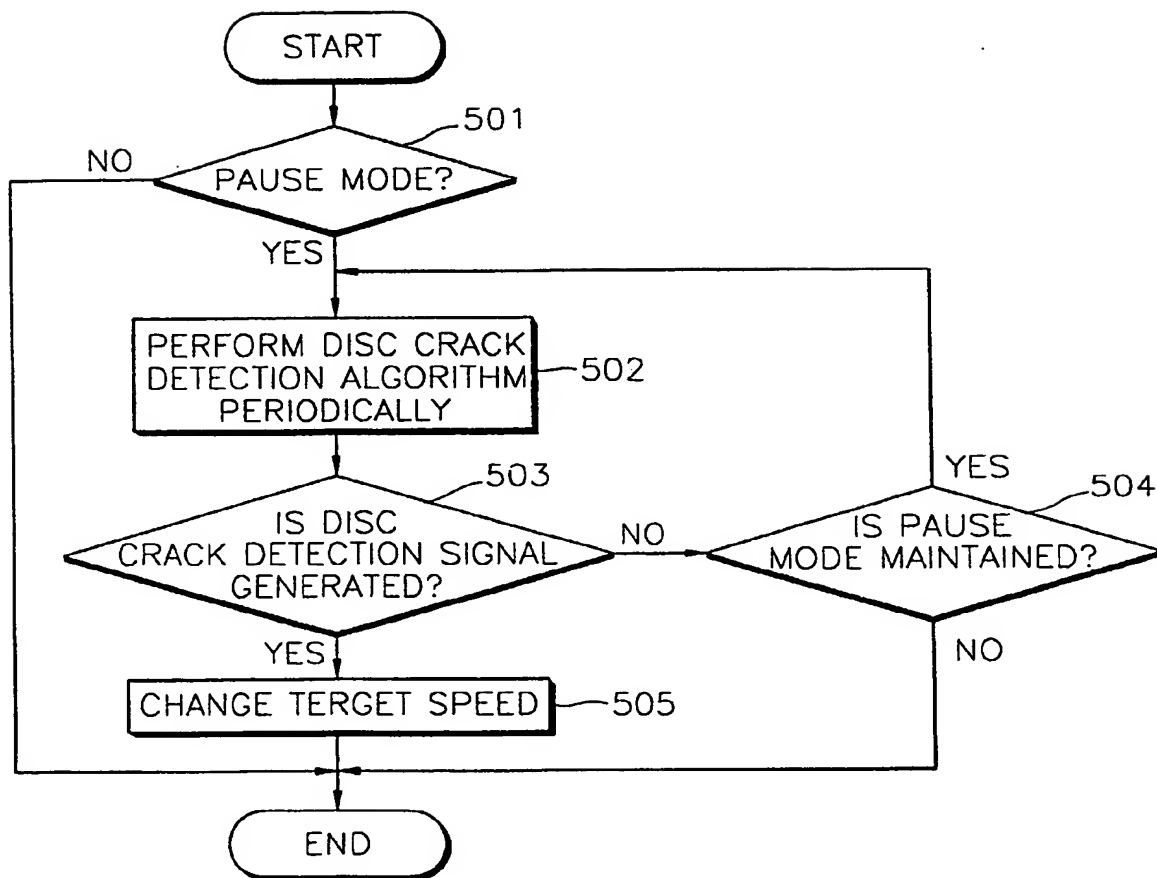 START
501
NO
PAUSE MODE?
YES
PERFORM DISC CRACK
DETECTION ALGORITHM
PERIODICALLY
502
503
IS DISC
CRACK DETECTION SIGNAL
GENERATED?
NO
YES
504
IS PAUSE
MODE MAINTAINED?
YES
NO
CHANGE TERGET SPEED
505
END